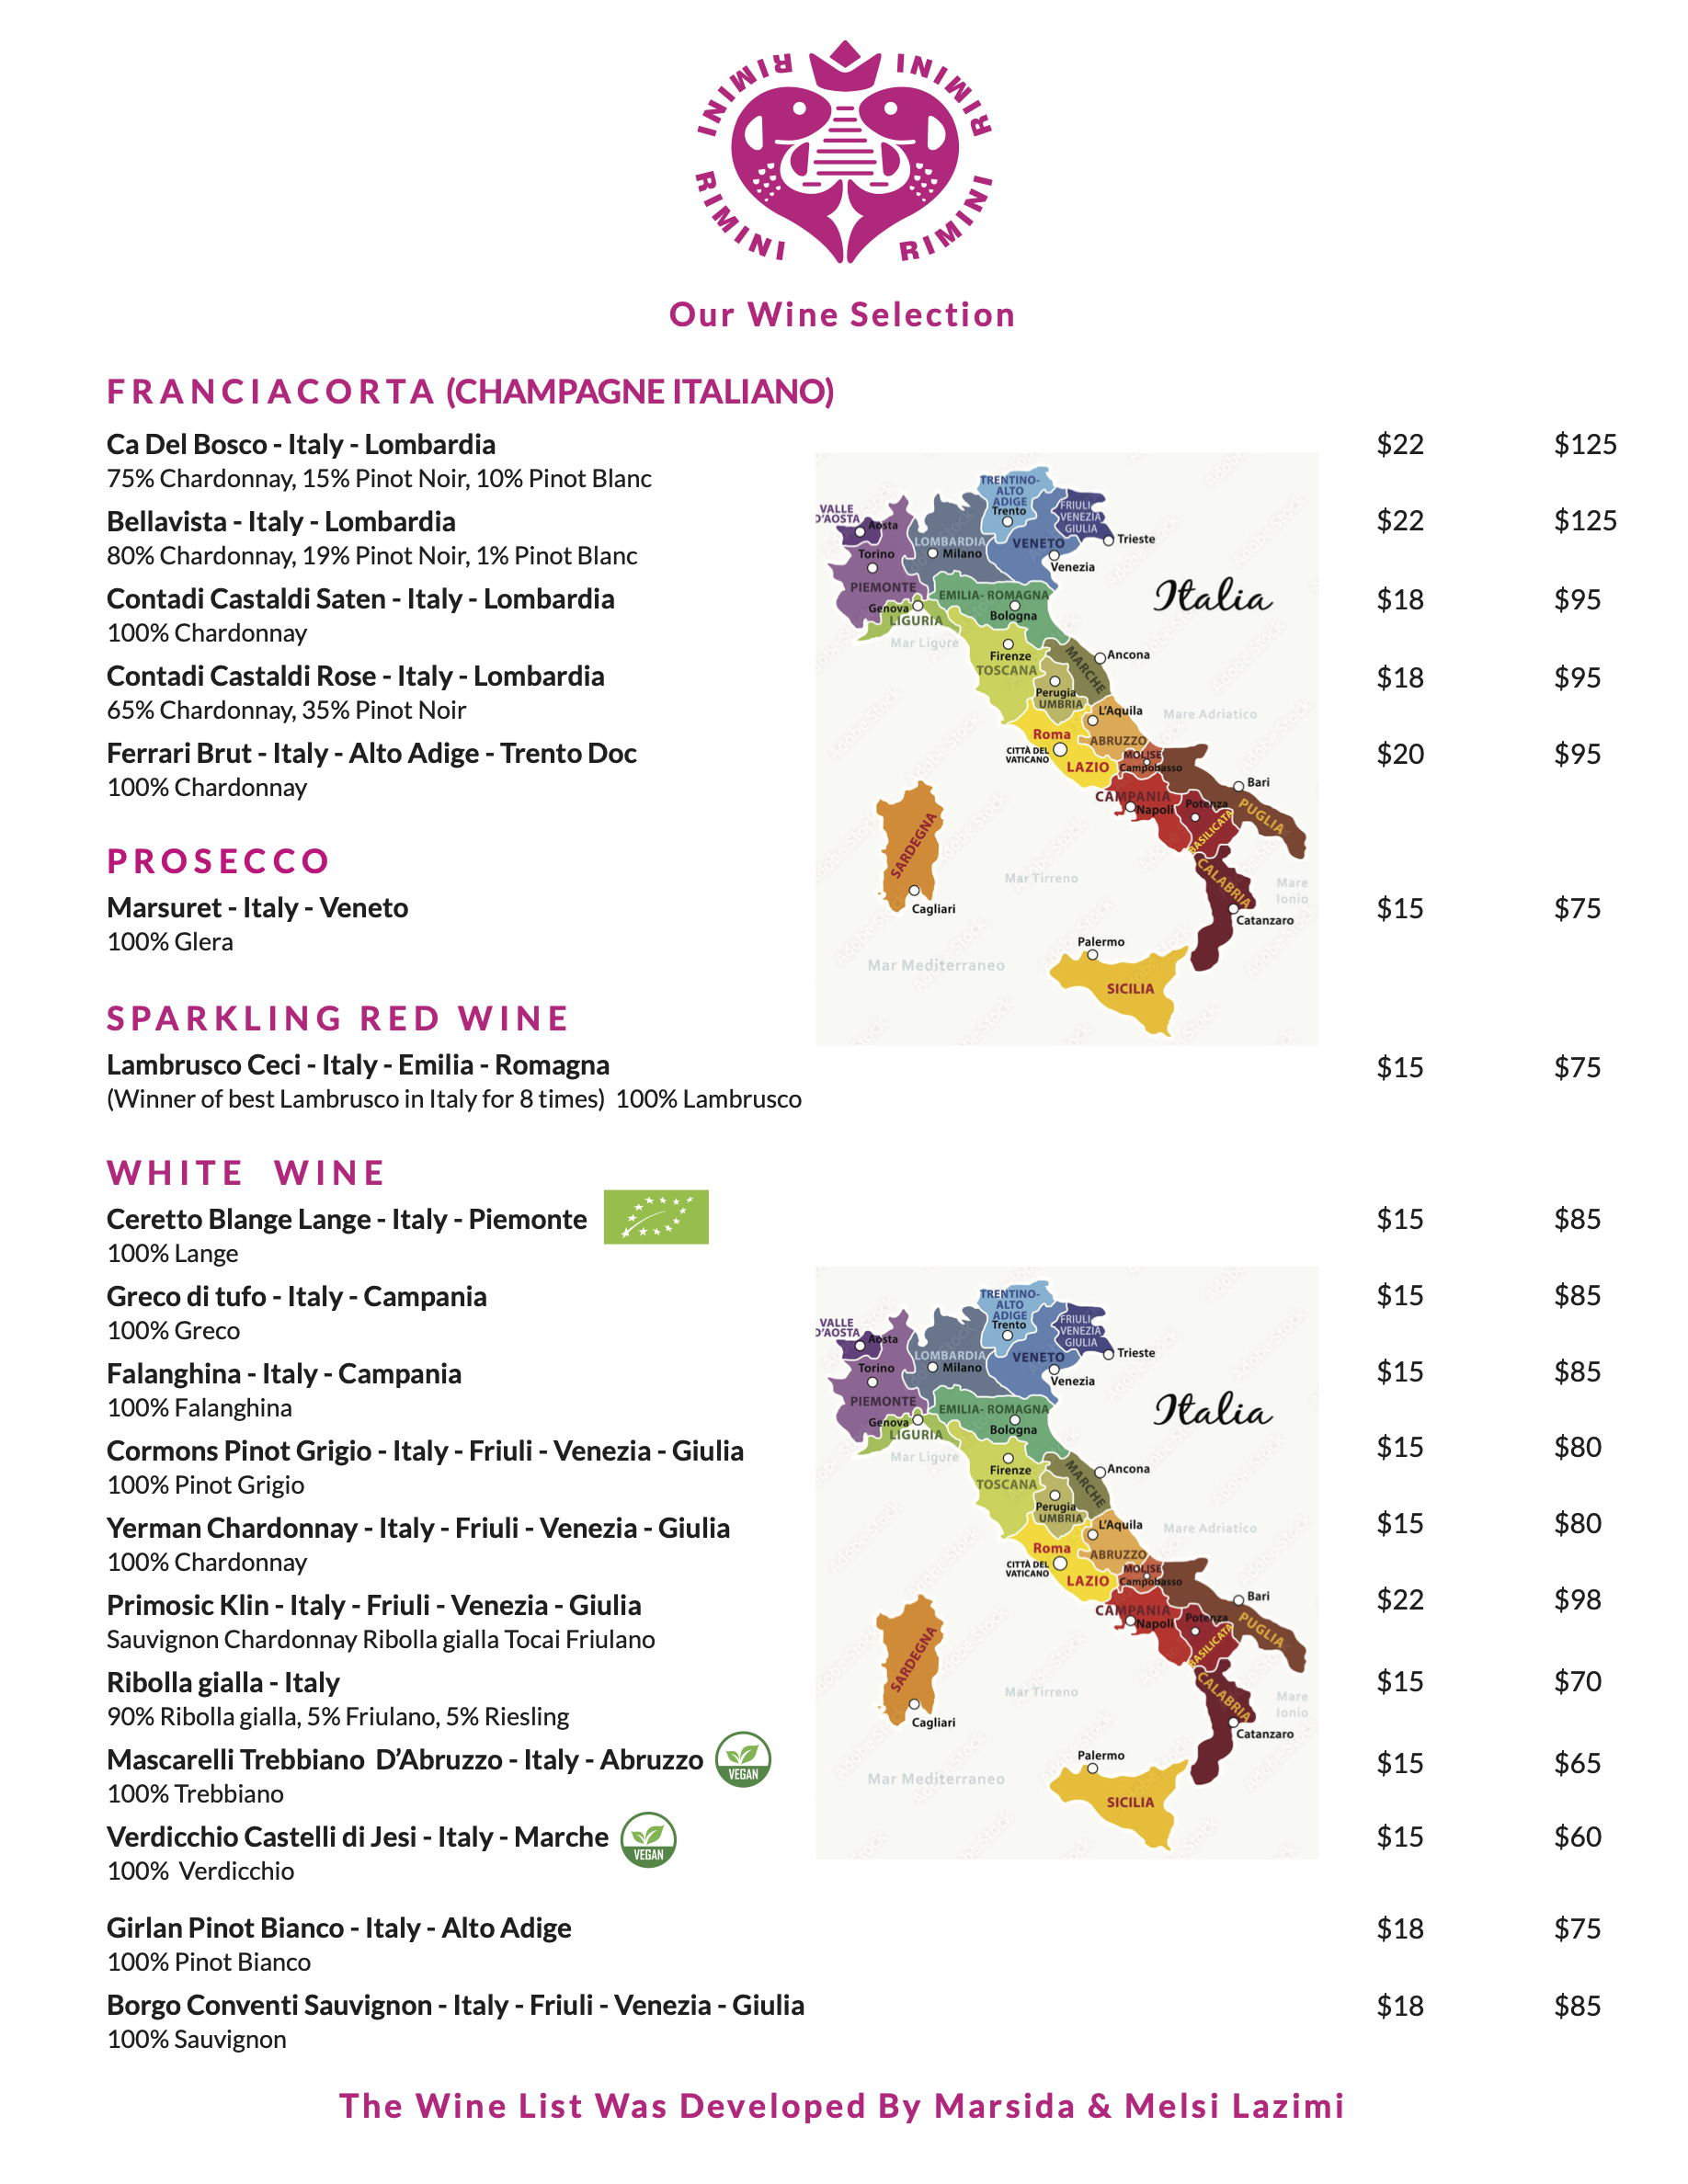 RIMINI RIMINI
RIMINI RIMINI
Our Wine Selection
FRANCIACORTA (CHAMPAGNE ITALIANO)
Ca Del Bosco - Italy - Lombardia $22 $125
75% Chardonnay, 15% Pinot Noir, 10% Pinot Blanc
Bellavista - Italy - Lombardia $22 $125
80% Chardonnay, 19% Pinot Noir, 1% Pinot Blanc
Contadi Castaldi Saten - Italy - Lombardia $18 $95
100% Chardonnay
Contadi Castaldi Rose - Italy - Lombardia $18 $95
65% Chardonnay, 35% Pinot Noir
Ferrari Brut - Italy - Alto Adige - Trento Doc $20 $95
100% Chardonnay
PROSECCO
Marsuret - Italy - Veneto $15 $75
100% Glera
SPARKLING RED WINE
Lambrusco Ceci - Italy - Emilia - Romagna $15 $75
(Winner of best Lambrusco in Italy for 8 times) 100% Lambrusco
TRENTINO-
ALTO
ADIGE
Trento
VALLE
D'AOSTA
Aosta
FRIULI
VENEZIA
GIULIA
Trieste
LOMBARDIA
Milano
VENETO
Venezia
Torino
PIEMONTE
Italia
EMILIA- ROMAGNA
Bologna
Genova
LIGURIA
Mar Ligure
Firenze
TOSCANA
MARCHE
Ancona
Perugia
UMBRIA
L'Aquila
Mare Adriatico
Roma
ABRUZZO
CITTÀ DEL
VATICANO
LAZIO
MOLISE
Campobasso
CAMPANIA
Napoli
Bari
Potenza
PUGLIA
BASILICATA
SARDEGNA
Cagliari
Mar Tirreno
CALABRIA
Mare
Ionio
Catanzaro
Palermo
Mar Mediterraneo
SICILIA
WHITE WINE
Ceretto Blange Lange - Italy - Piemonte $15 $85
100% Lange
Greco di tufo - Italy - Campania $15 $85
100% Greco
Falanghina - Italy - Campania $15 $85
100% Falanghina
Cormons Pinot Grigio - Italy - Friuli - Venezia - Giulia $15 $80
100% Pinot Grigio
Yerman Chardonnay - Italy - Friuli - Venezia - Giulia $15 $80
100% Chardonnay
Primosic Klin - Italy - Friuli - Venezia - Giulia $22 $98
Sauvignon Chardonnay Ribolla gialla Tocai Friulano
Ribolla gialla - Italy $15 $70
90% Ribolla gialla, 5% Friulano, 5% Riesling
Mascarelli Trebbiano D’Abruzzo - Italy - Abruzzo VEGAN $15 $65
100% Trebbiano
Verdicchio Castelli di Jesi - Italy - Marche VEGAN $15 $60
100% Verdicchio
Girlan Pinot Bianco - Italy - Alto Adige $18 $75
100% Pinot Bianco
Borgo Conventi Sauvignon - Italy - Friuli - Venezia - Giulia $18 $85
100% Sauvignon
TRENTINO-
ALTO
ADIGE
Trento
VALLE
D'AOSTA
Aosta
FRIULI
VENEZIA
GIULIA
Trieste
LOMBARDIA
Milano
VENETO
Venezia
Torino
PIEMONTE
Italia
EMILIA- ROMAGNA
Bologna
Genova
LIGURIA
Mar Ligure
Firenze
TOSCANA
MARCHE
Ancona
Perugia
UMBRIA
L'Aquila
Mare Adriatico
Roma
ABRUZZO
CITTÀ DEL
VATICANO
LAZIO
MOLISE
Campobasso
CAMPANIA
Napoli
Bari
Potenza
PUGLIA
BASILICATA
SARDEGNA
Cagliari
Mar Tirreno
CALABRIA
Mare
Ionio
Catanzaro
Palermo
Mar Mediterraneo
SICILIA
The Wine List Was Developed By Marsida & Melsi Lazimi